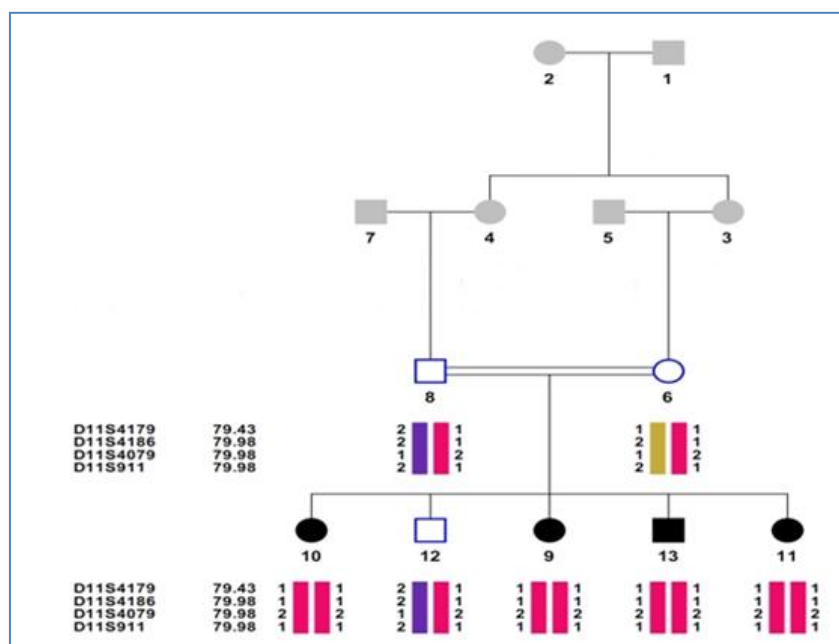 2 1
7 4 5 3
8 6
D11S4179 79.43 2 1 1 1
D11S4186 79.98 2 1 2 1
D11S4079 79.98 1 2 1 2
D11S911 79.98 2 1 2 1
10 12 9 13 11
D11S4179 79.43 1 1 2 1 1 1 1 1 1 1
D11S4186 79.98 1 1 2 1 1 1 1 1 1 1
D11S4079 79.98 2 2 1 2 2 2 2 2 2 2
D11S911 79.98 1 1 2 1 1 1 1 1 1 1